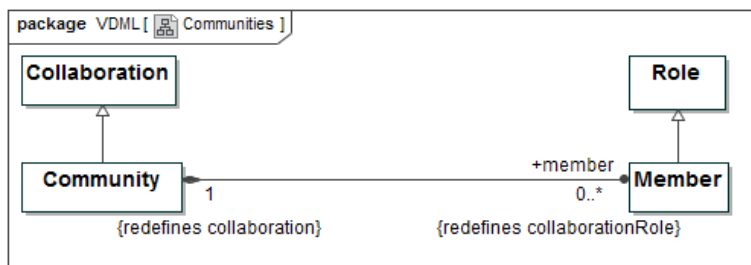 package VDML [ Communities ]
Collaboration
Role
Community
+member
Member
1
0..*
{redefines collaboration}
{redefines collaborationRole}